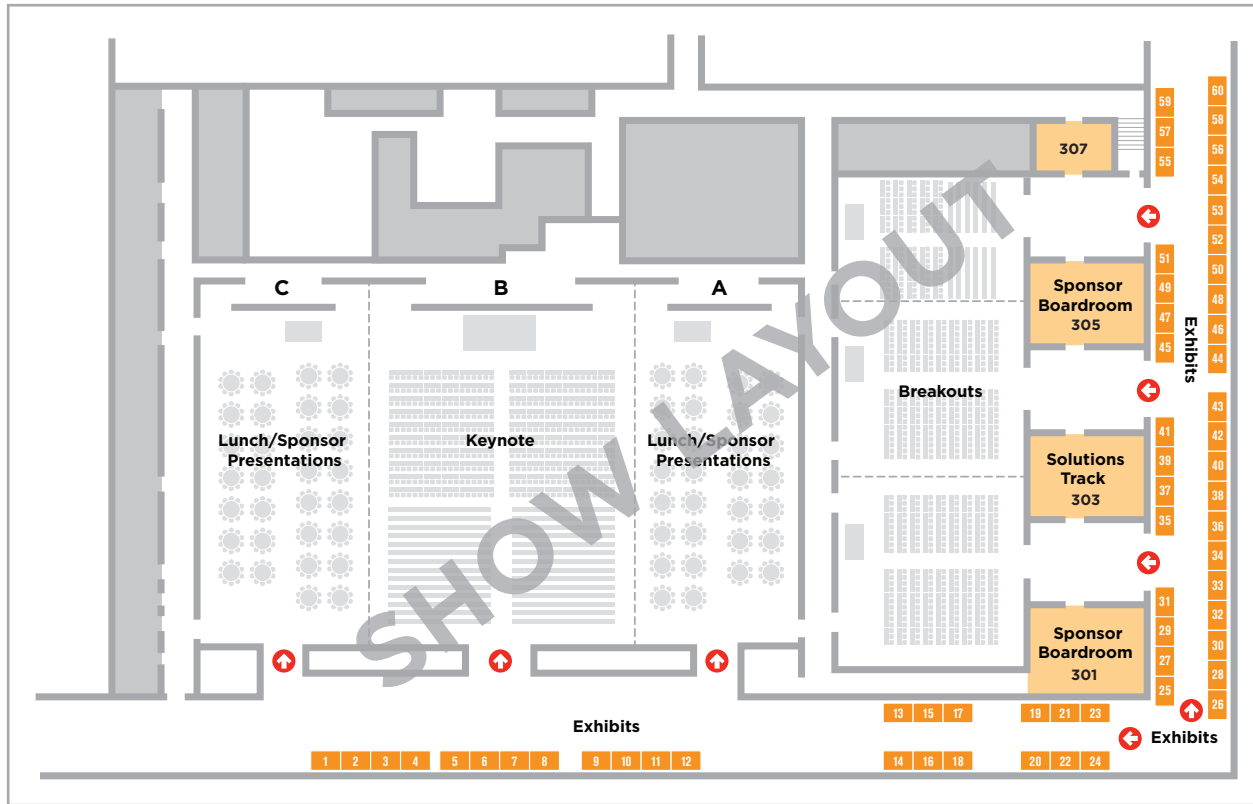 60
59
58
57
307
56
55
54
53
52
51
50
C
B
A
Sponsor
Boardroom
305
49
48
47
46
45
44
Exhibits
Breakouts
43
42
41
40
39
38
37
36
35
34
33
Lunch/Sponsor
Presentations
Keynote
Lunch/Sponsor
Presentations
Solutions
Track
303
32
31
30
29
28
27
26
25
Sponsor
Boardroom
301
SHOW LAYOUT
13 15 17
19 21 23
Exhibits
Exhibits
1 2 3 4
5 6 7 8
9 10 11 12
14 16 18
20 22 24